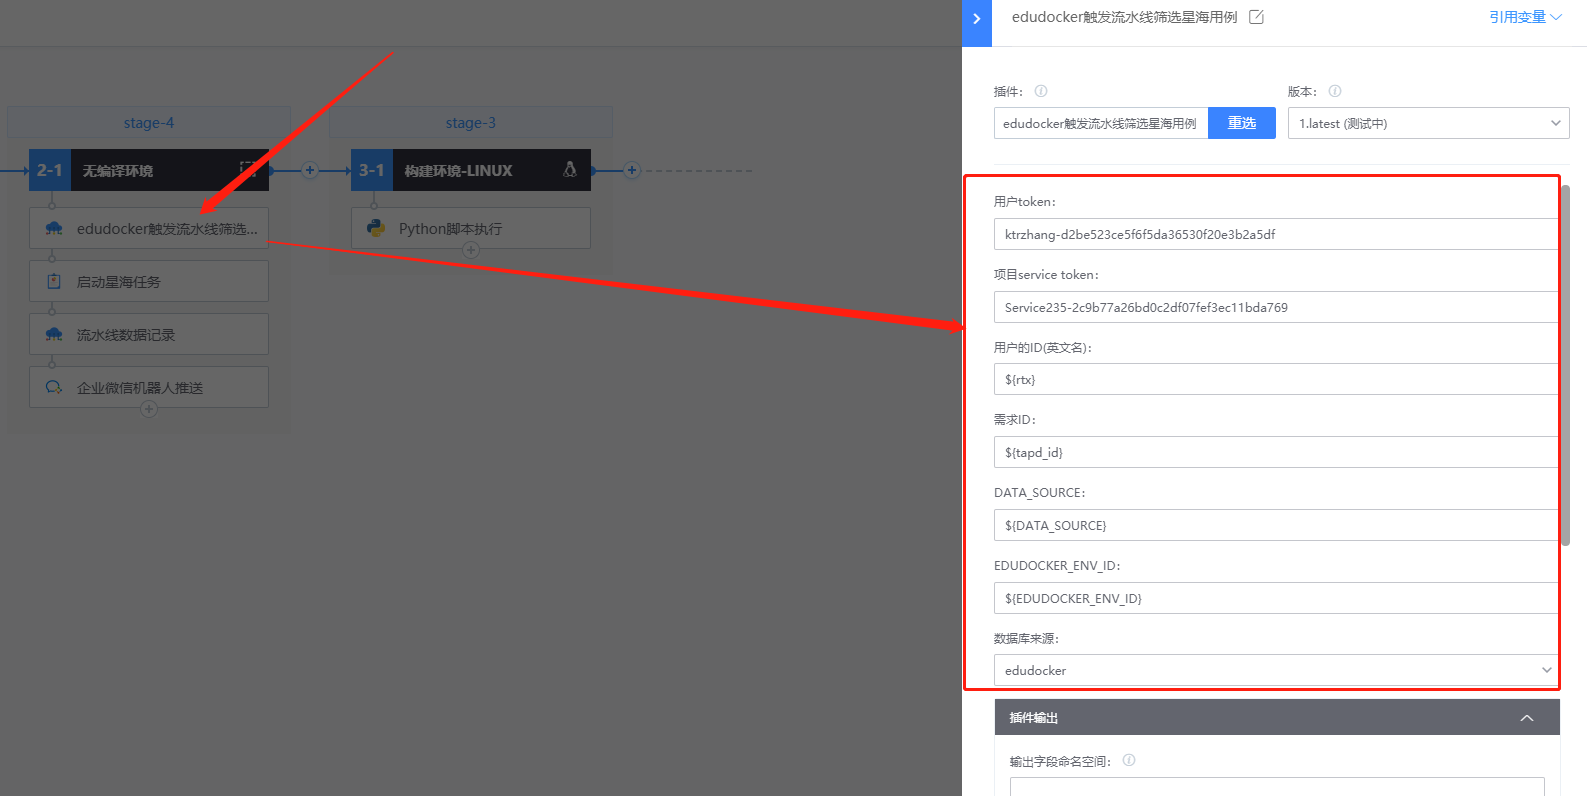 edudocker触发流水线筛选星海用例
引用变量
插件：
版本：
edudocker触发流水线筛选星海用例
重选
1.latest (测试中)
stage-4
stage-3
2-1
无编译环境
3-1
构建环境-LINUX
edudocker触发流水线筛选...
Python脚本执行
启动星海任务
流水线数据记录
企业微信机器人推送
用户token：
ktrzhang-d2be523ce5f6f5da36530f20e3b2a5df
项目service token：
Service235-2c9b77a26bd0c2df07fef3ec11bda769
用户的ID(英文名)：
${rtx}
需求ID：
${tapd_id}
DATA_SOURCE：
${DATA_SOURCE}
EDUDOCKER_ENV_ID：
${EDUDOCKER_ENV_ID}
数据库来源：
edudocker
插件输出
输出字段命名空间：